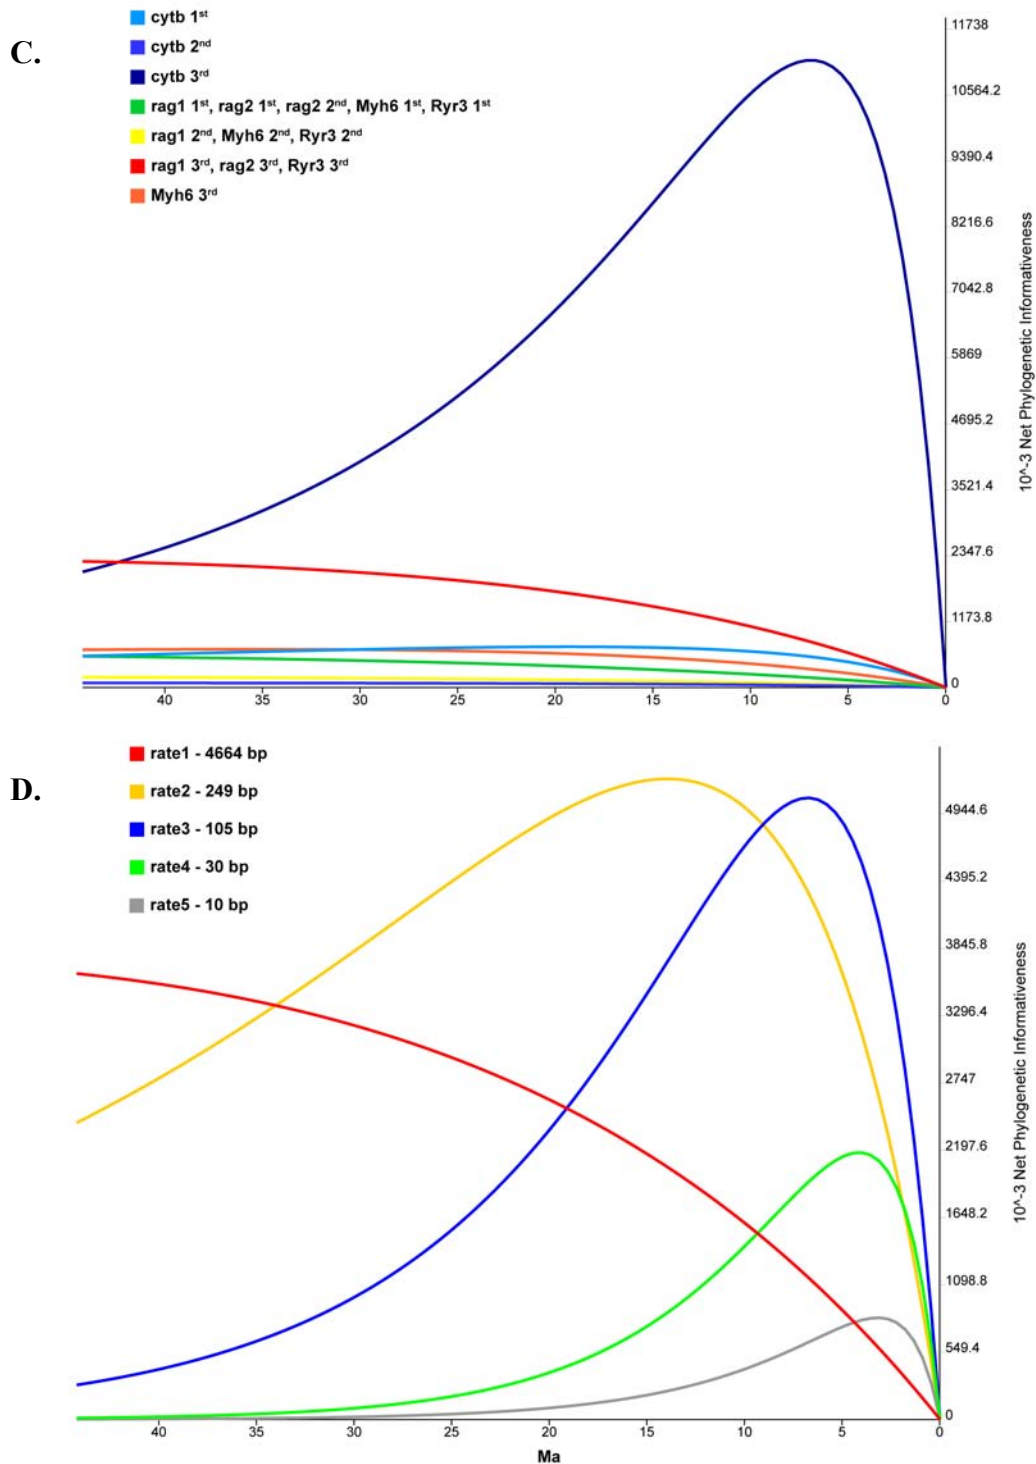 C.
cytb 1st
cytb 2nd
cytb 3rd
rag1 1st, rag2 1st, rag2 2nd, Myh6 1st, Ryr3 1st
rag1 2nd, Myh6 2nd, Ryr3 2nd
rag1 3rd, rag2 3rd, Ryr3 3rd
Myh6 3rd
11738
10564.2
9390.4
8216.6
7042.8
5869
4695.2
3521.4
2347.6
1173.8
0
10^-3 Net Phylogenetic Informativeness
40 35 30 25 20 15 10 5 0
D.
rate1 - 4664 bp
rate2 - 249 bp
rate3 - 105 bp
rate4 - 30 bp
rate5 - 10 bp
4944.6
4395.2
3845.8
3296.4
2747
2197.6
1648.2
1098.8
549.4
0
10^-3 Net Phylogenetic Informativeness
40 35 30 25 20 15 10 5 0
Ma